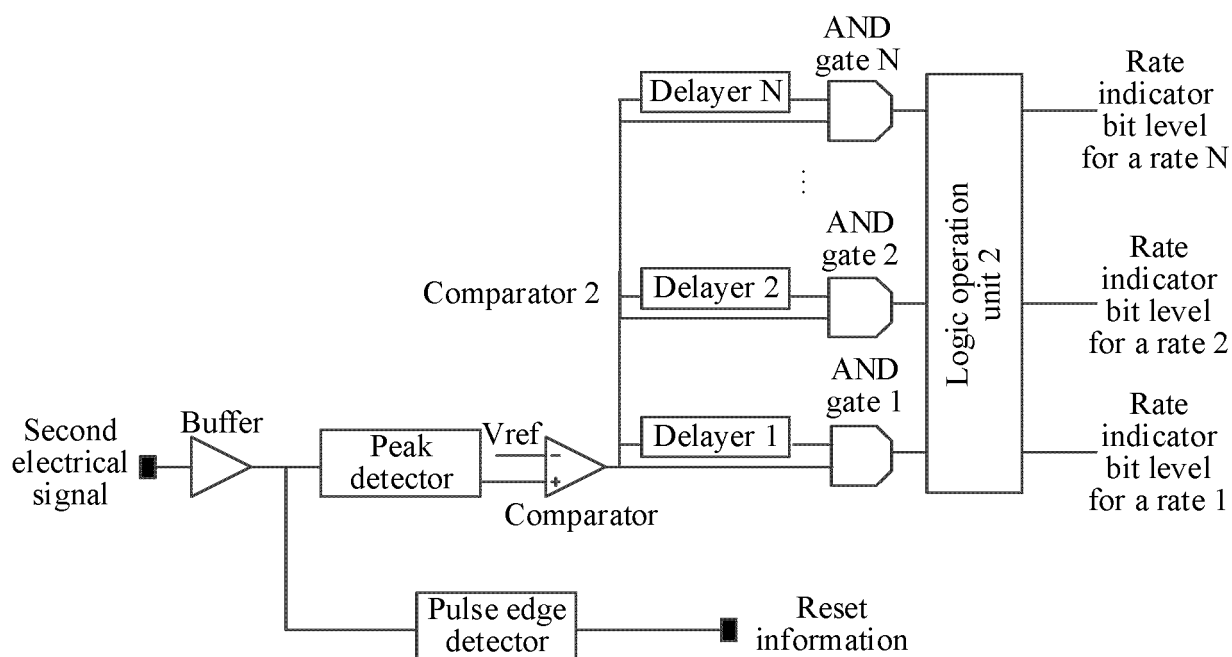 AND
gate N
Delayer N
Rate
indicator
bit level
for a rate N
...
AND
gate 2
Comparator 2
Delayer 2
Logic operation
unit 2
Rate
indicator
bit level
for a rate 2
AND
gate 1
Second
electrical
signal
Buffer
Peak
detector
Vref
−
+
Comparator
Delayer 1
Rate
indicator
bit level
for a rate 1
Pulse edge
detector
Reset
information